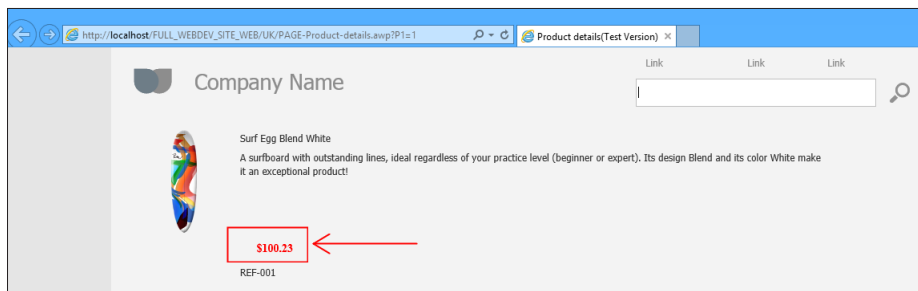 http://localhost/FULL_WEBDEV_SITE_WEB/UK/PAGE-Product-details.awp?P1=1
Product details(Test Version)
Link Link Link
Company Name
Surf Egg Blend White
A surfboard with outstanding lines, ideal regardless of your practice level (beginner or expert). Its design Blend and its color White make
it an exceptional product!
$100.23
REF-001